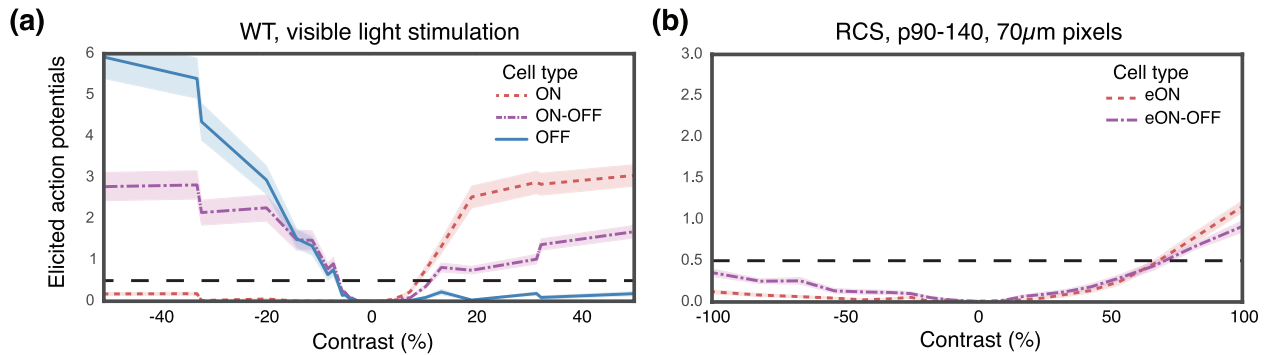 (a)
WT, visible light stimulation
Elicited action potentials
6
5
4
3
2
1
0
Cell type
ON
ON-OFF
OFF
-40 -20 0 20 40
Contrast (%)
(b)
RCS, p90-140, 70µm pixels
3.0
2.5
2.0
1.5
1.0
0.5
0.0
Cell type
eON
eON-OFF
-100 -50 0 50 100
Contrast (%)